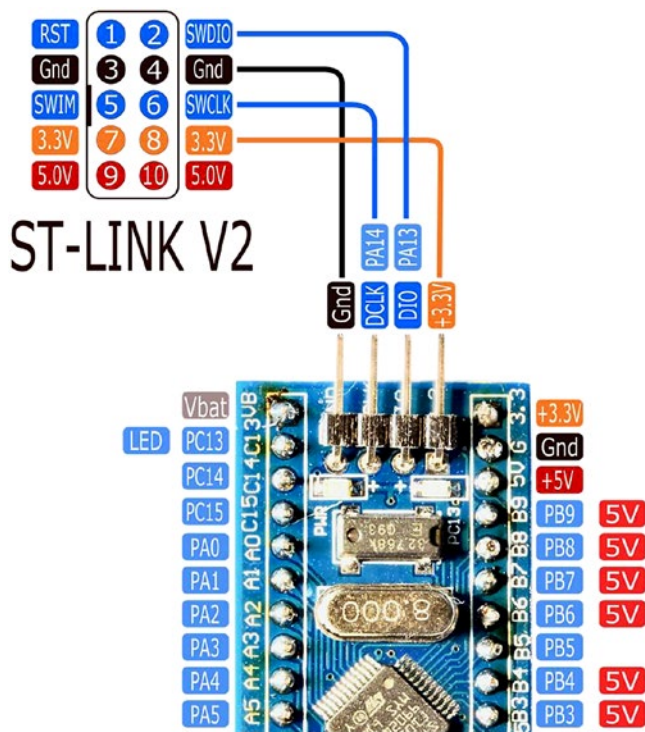 RST 1 2 SWDIO
Gnd 3 4 Gnd
SWIM 5 6 SWCLK
3.3V 7 8 3.3V
5.0V 9 10 5.0V
ST-LINK V2
PA14 PA13
Gnd DCLK DIO +3.3V
Vbat VB 3.3 +3.3V
LED PC13 C13 G Gnd
PC14 C14 5V +5V
PC15 C15 B9 PB9 5V
PWR PC13
PA0 A0 32.768k B8 PB8 5V
PA1 A1 B7 PB7 5V
PA2 A2 8.000 B6 PB6 5V
PA3 A3 B5 PB5
PA4 A4 B4 PB4 5V
PA5 A5 B3 PB3 5V